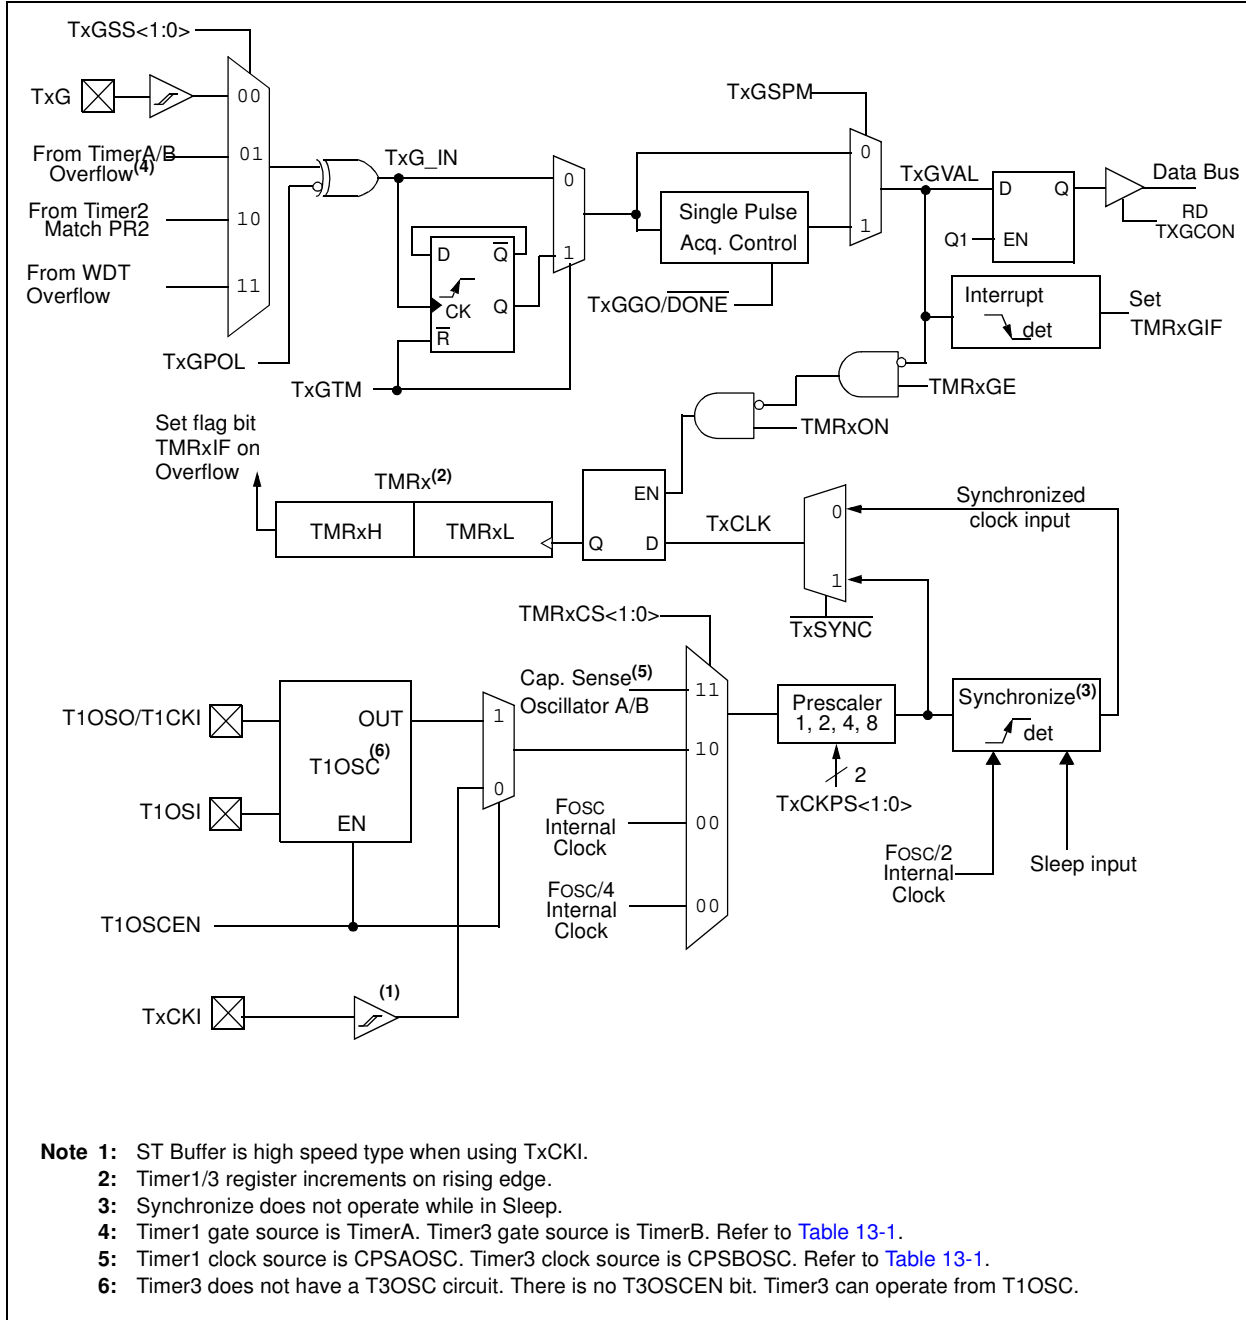 TxGSS<1:0>
TxG
00
From TimerA/B
Overflow(4)
01
From Timer2
Match PR2
10
From WDT
Overflow
11
TxGPOL
TxG_IN
D
Q
CK
Q
R
TxGTM
0
1
TxGSPM
Single Pulse
Acq. Control
TxGGO/DONE
0
1
TxGVAL
D
Q
Q1
EN
Data Bus
RD
TXGCON
Interrupt
det
Set
TMRxGIF
TMRxGE
TMRxON
Set flag bit
TMRxIF on
Overflow
TMRx(2)
TMRxH
TMRxL
EN
Q
D
TxCLK
0
1
TxSYNC
Synchronized
clock input
TMRxCS<1:0>
Cap. Sense(5)
Oscillator A/B
11
10
FOSC
Internal
Clock
00
FOSC/4
Internal
Clock
00
Prescaler
1, 2, 4, 8
2
TxCKPS<1:0>
Synchronize(3)
det
FOSC/2
Internal
Clock
Sleep input
T1OSO/T1CKI
T1OSI
OUT
T1OSC(6)
EN
1
0
T1OSCEN
TxCKI
(1)
Note 1: ST Buffer is high speed type when using TxCKI.
2: Timer1/3 register increments on rising edge.
3: Synchronize does not operate while in Sleep.
4: Timer1 gate source is TimerA. Timer3 gate source is TimerB. Refer to Table 13-1.
5: Timer1 clock source is CPSAOSC. Timer3 clock source is CPSBOSC. Refer to Table 13-1.
6: Timer3 does not have a T3OSC circuit. There is no T3OSCEN bit. Timer3 can operate from T1OSC.